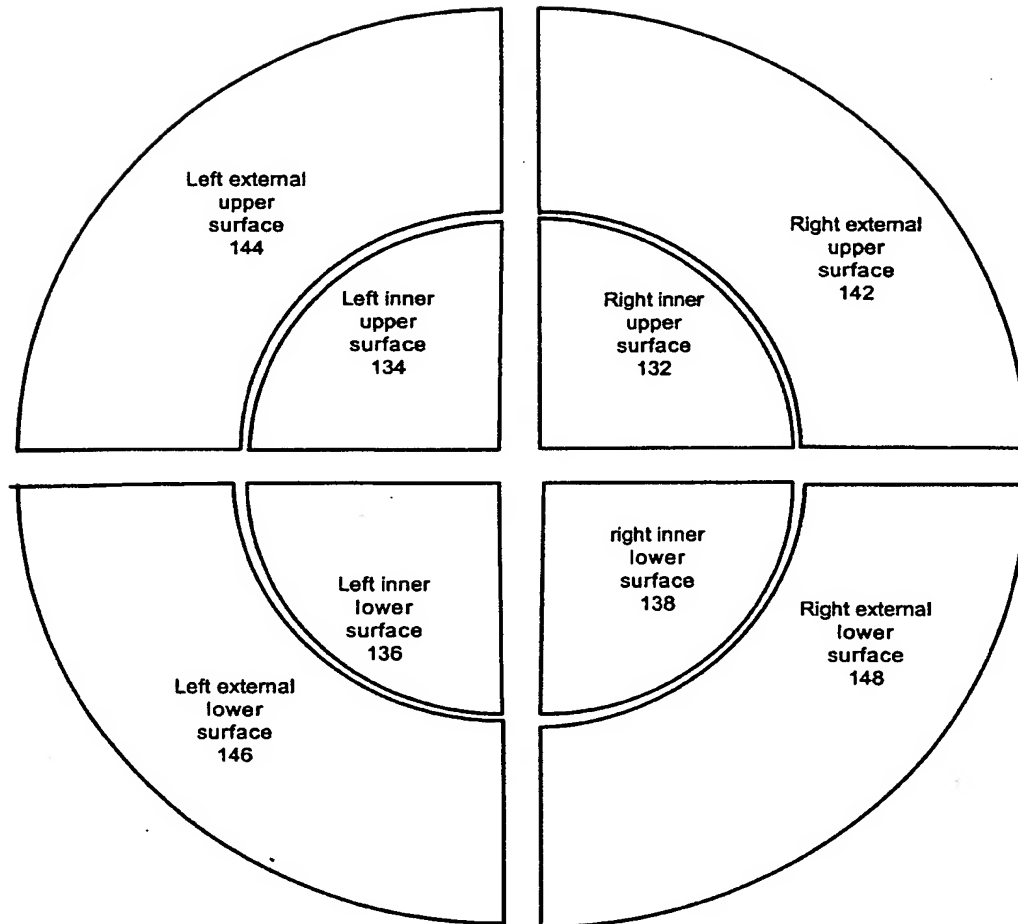 Left external
upper
surface
144
Right external
upper
surface
142
Left inner
upper
surface
134
Right inner
upper
surface
132
right inner
lower
surface
138
Left inner
lower
surface
136
Right external
lower
surface
148
Left external
lower
surface
146